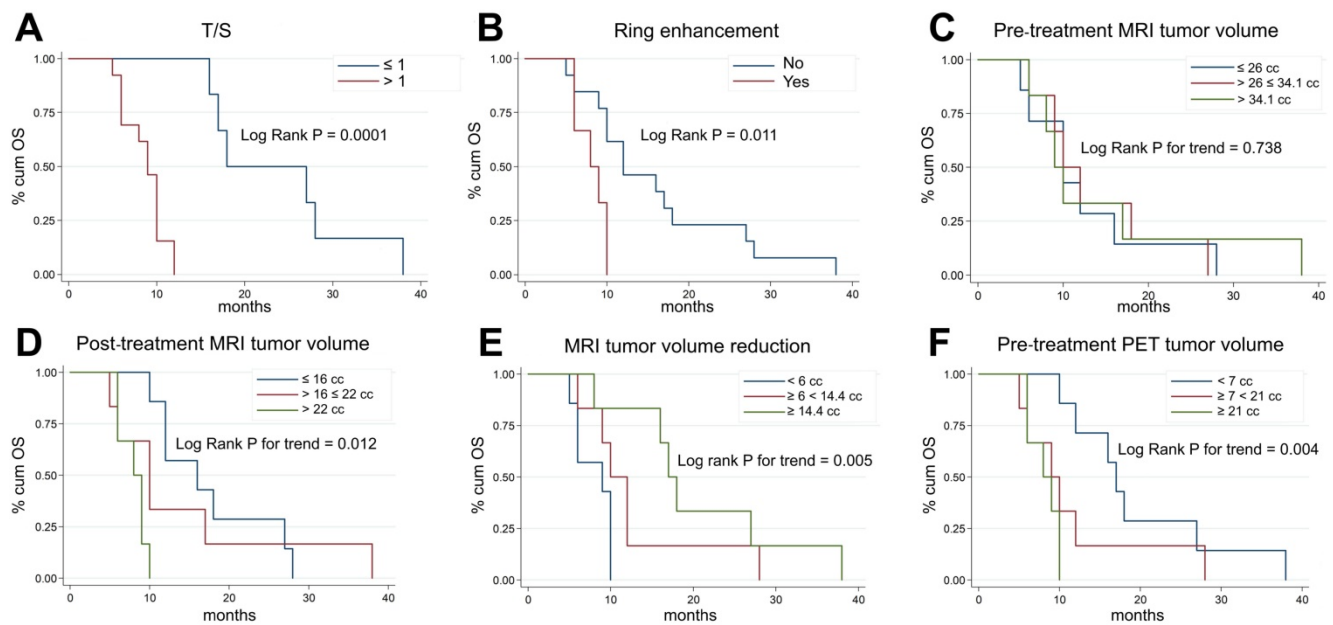 A
T/S
1.00
0.75
0.50
0.25
0.00
% cum OS
≤ 1
> 1
Log Rank P = 0.0001
0
10
20
30
40
months
B
Ring enhancement
1.00
0.75
0.50
0.25
0.00
% cum OS
No
Yes
Log Rank P = 0.011
0
10
20
30
40
months
C
Pre-treatment MRI tumor volume
1.00
0.75
0.50
0.25
0.00
% cum OS
≤ 26 cc
> 26 ≤ 34.1 cc
> 34.1 cc
Log Rank P for trend = 0.738
0
10
20
30
40
months
D
Post-treatment MRI tumor volume
1.00
0.75
0.50
0.25
0.00
% cum OS
≤ 16 cc
> 16 ≤ 22 cc
> 22 cc
Log Rank P for trend = 0.012
0
10
20
30
40
months
E
MRI tumor volume reduction
1.00
0.75
0.50
0.25
0.00
% cum OS
< 6 cc
≥ 6 < 14.4 cc
≥ 14.4 cc
Log rank P for trend = 0.005
0
10
20
30
40
months
F
Pre-treatment PET tumor volume
1.00
0.75
0.50
0.25
0.00
% cum OS
< 7 cc
≥ 7 < 21 cc
≥ 21 cc
Log Rank P for trend = 0.004
0
10
20
30
40
months